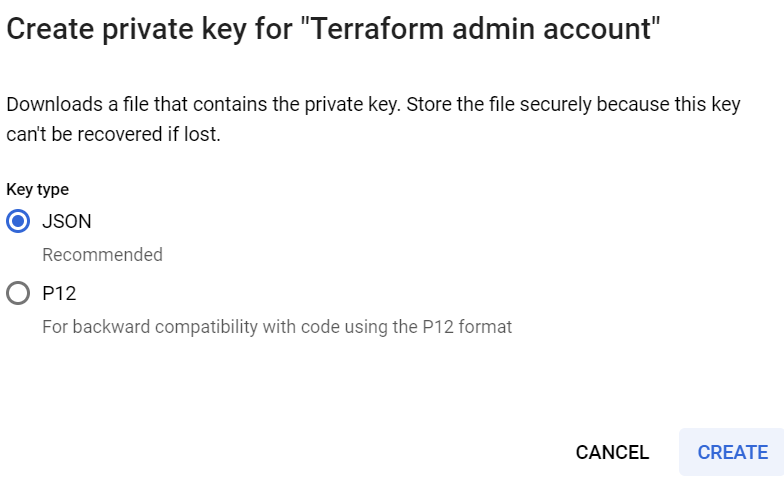 Create private key for "Terraform admin account"
Downloads a file that contains the private key. Store the file securely because this key
can't be recovered if lost.
Key type
JSON
Recommended
P12
For backward compatibility with code using the P12 format
CANCEL CREATE